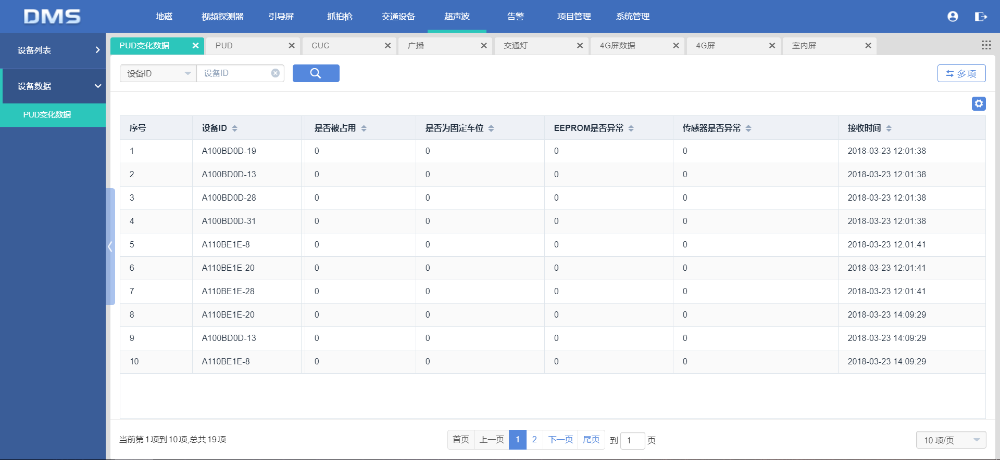 DMS 地磁 视频探测器 引导屏 抓拍枪 交通设备 超声波 告警 项目管理 系统管理
设备列表
设备数据
PUD变化数据
PUD变化数据 PUD CUC 广播 交通灯 4G屏数据 4G屏 室内屏
设备ID 设备ID 多项
序号 设备ID 是否被占用 是否为固定车位 EEPROM是否异常 传感器是否异常 接收时间
1 A100BD0D-19 0 0 0 0 2018-03-23 12:01:38
2 A100BD0D-13 0 0 0 0 2018-03-23 12:01:38
3 A100BD0D-28 0 0 0 0 2018-03-23 12:01:38
4 A100BD0D-31 0 0 0 0 2018-03-23 12:01:38
5 A110BE1E-8 0 0 0 0 2018-03-23 12:01:41
6 A110BE1E-20 0 0 0 0 2018-03-23 12:01:41
7 A110BE1E-28 0 0 0 0 2018-03-23 12:01:41
8 A110BE1E-20 0 0 0 0 2018-03-23 14:09:29
9 A100BD0D-13 0 0 0 0 2018-03-23 14:09:29
10 A110BE1E-8 0 0 0 0 2018-03-23 14:09:29
当前第1项到10项,总共19项 首页 上一页 1 2 下一页 尾页 到 1 页 10 项/页